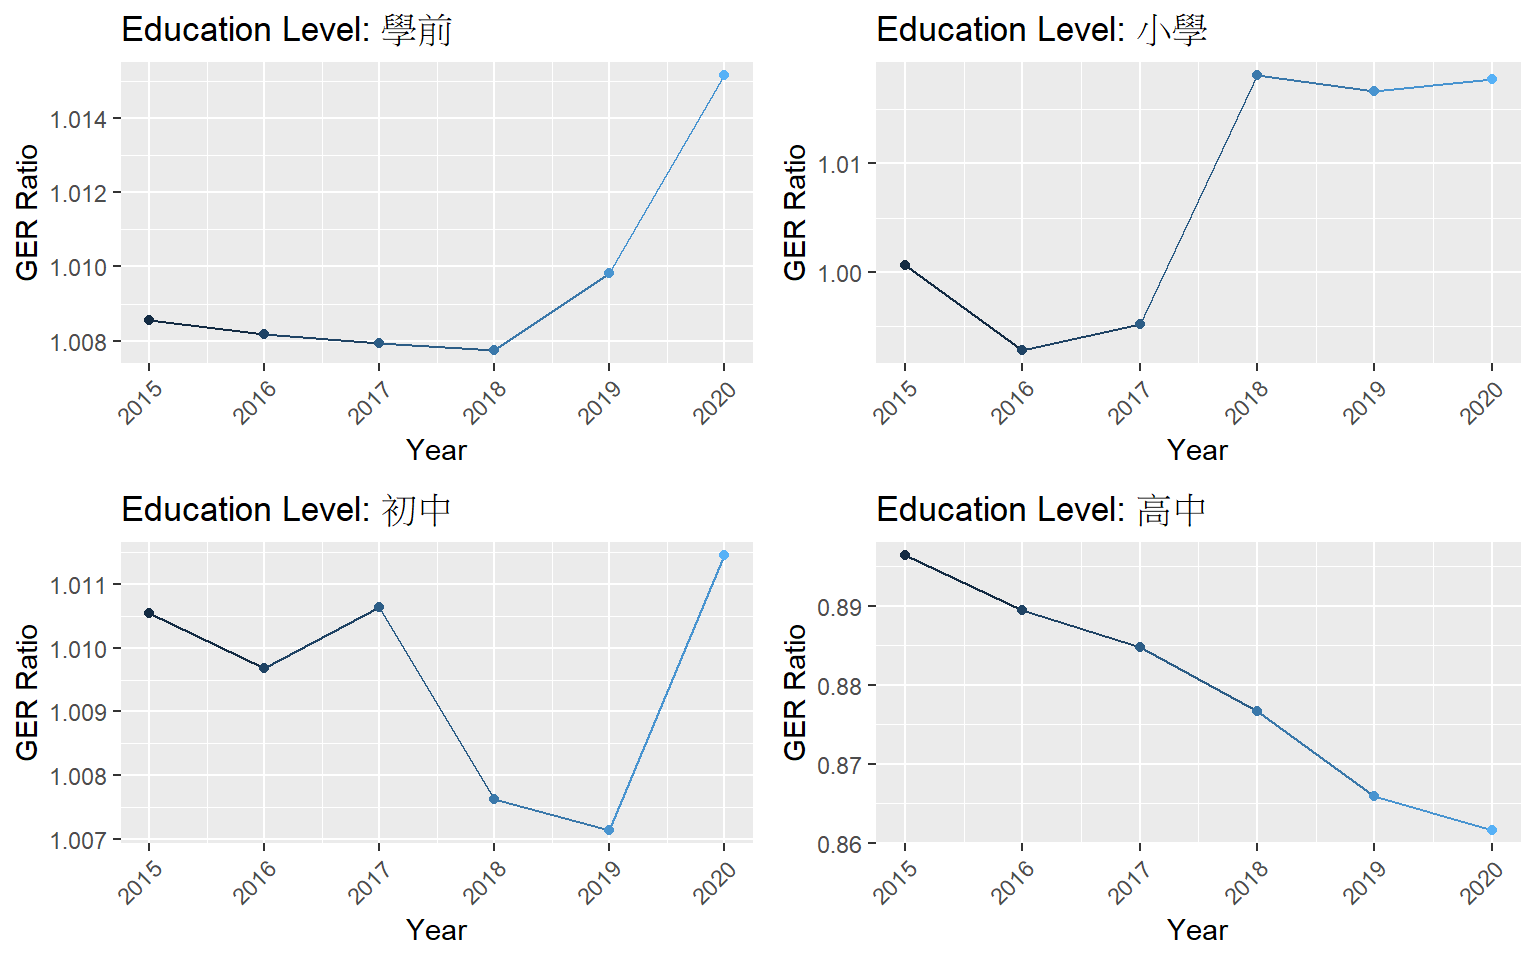 Education Level: 學前
GER Ratio
1.014
1.012
1.010
1.008
2015 2016 2017 2018 2019 2020
Year
Education Level: 小學
GER Ratio
1.01
1.00
2015 2016 2017 2018 2019 2020
Year
Education Level: 初中
GER Ratio
1.011
1.010
1.009
1.008
1.007
2015 2016 2017 2018 2019 2020
Year
Education Level: 高中
GER Ratio
0.89
0.88
0.87
0.86
2015 2016 2017 2018 2019 2020
Year